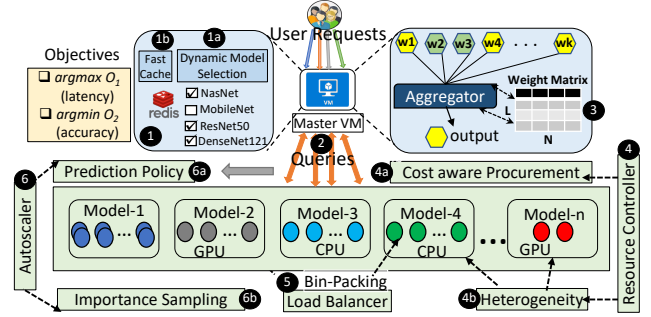 User Requests
Objectives
argmax O1
(latency)
argmin O2
(accuracy)
1b
1a
Fast
Cache
Dynamic Model
Selection
redis
NasNet
MobileNet
ResNet50
DenseNet121
1
VM
Master VM
w1
w2
w3
w4
. . .
wk
Aggregator
Weight Matrix
L
N
3
output
2
Queries
6
Prediction Policy
6a
4a
Cost aware Procurement
4
Autoscaler
Resource Controller
Model-1
...
Model-2
...
GPU
Model-3
...
CPU
Model-4
...
CPU
...
Model-n
GPU
5
Bin-Packing
Load Balancer
Importance Sampling
6b
4b
Heterogeneity